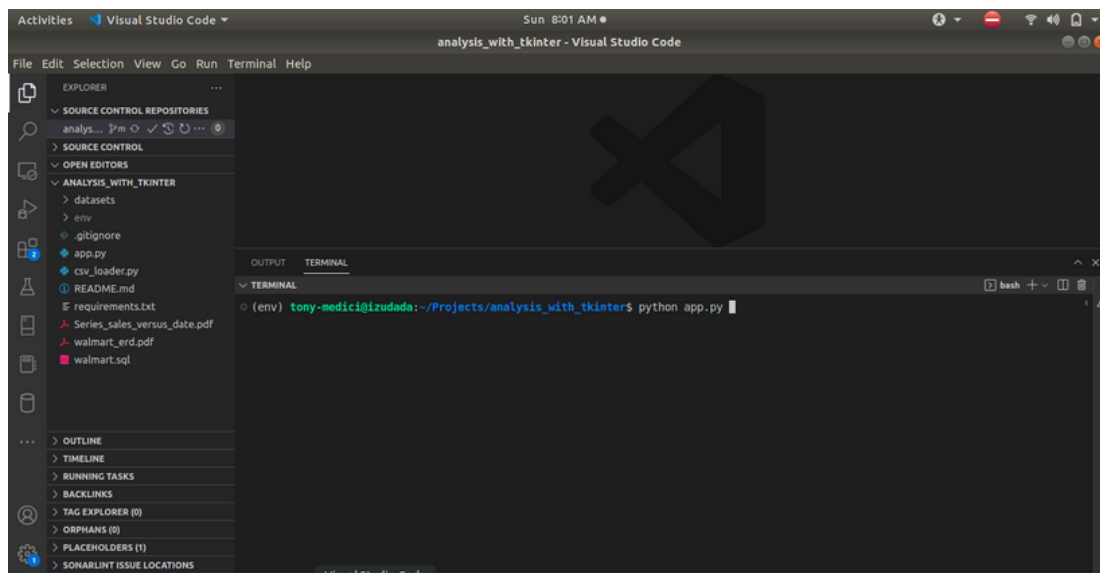 Activities Visual Studio Code Sun 8:01 AM
analysis_with_tkinter - Visual Studio Code
File Edit Selection View Go Run Terminal Help
EXPLORER
SOURCE CONTROL REPOSITORIES
analys... m 0
SOURCE CONTROL
OPEN EDITORS
ANALYSIS_WITH_TKINTER
datasets
env
.gitignore
app.py
csv_loader.py
README.md
requirements.txt
Series_sales_versus_date.pdf
walmart_erd.pdf
walmart.sql
OUTLINE
TIMELINE
RUNNING TASKS
BACKLINKS
TAG EXPLORER (0)
ORPHANS (0)
PLACEHOLDERS (1)
SONARLINT ISSUE LOCATIONS
2
1
OUTPUT TERMINAL
TERMINAL bash
(env) tony-medici@izudada:~/Projects/analysis_with_tkinter$ python app.py